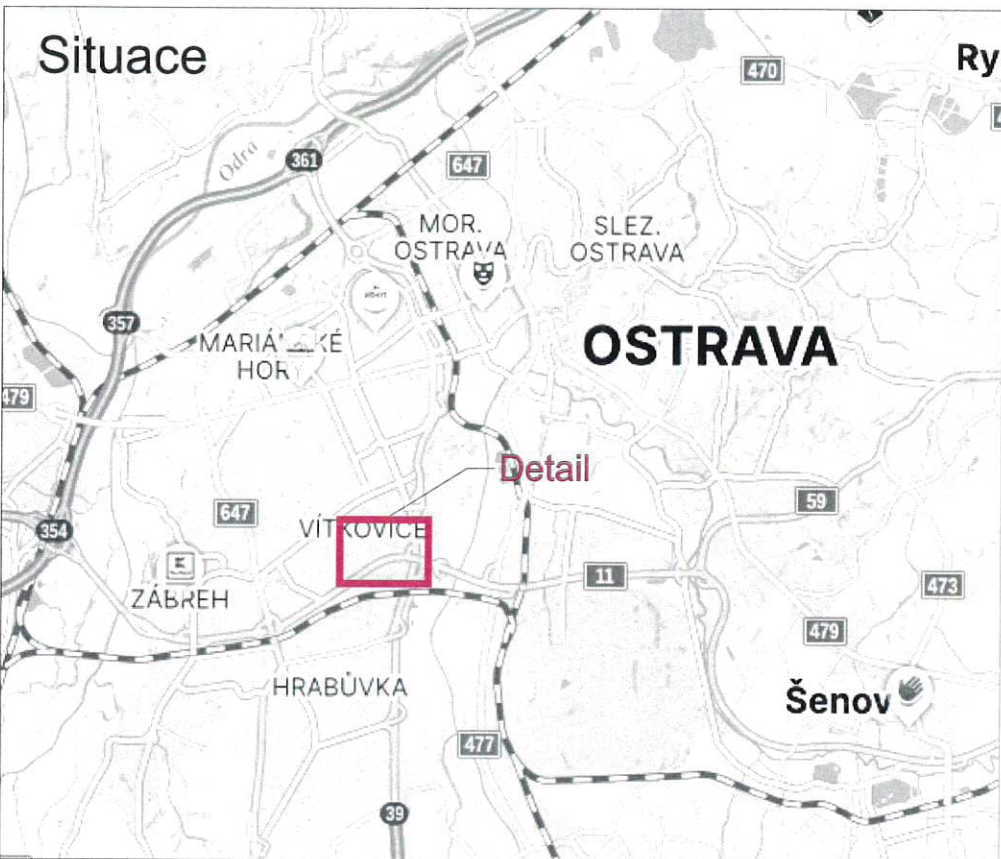 Situace
Ry
470
Odra
361
647
MOR.
OSTRAVA
SLEZ.
OSTRAVA
357
OSTRAVA
479
Detail
59
647
VÍTKOVICE
354
11
473
ZÁBREH
479
HRABŮVKA
Šenov
477
39